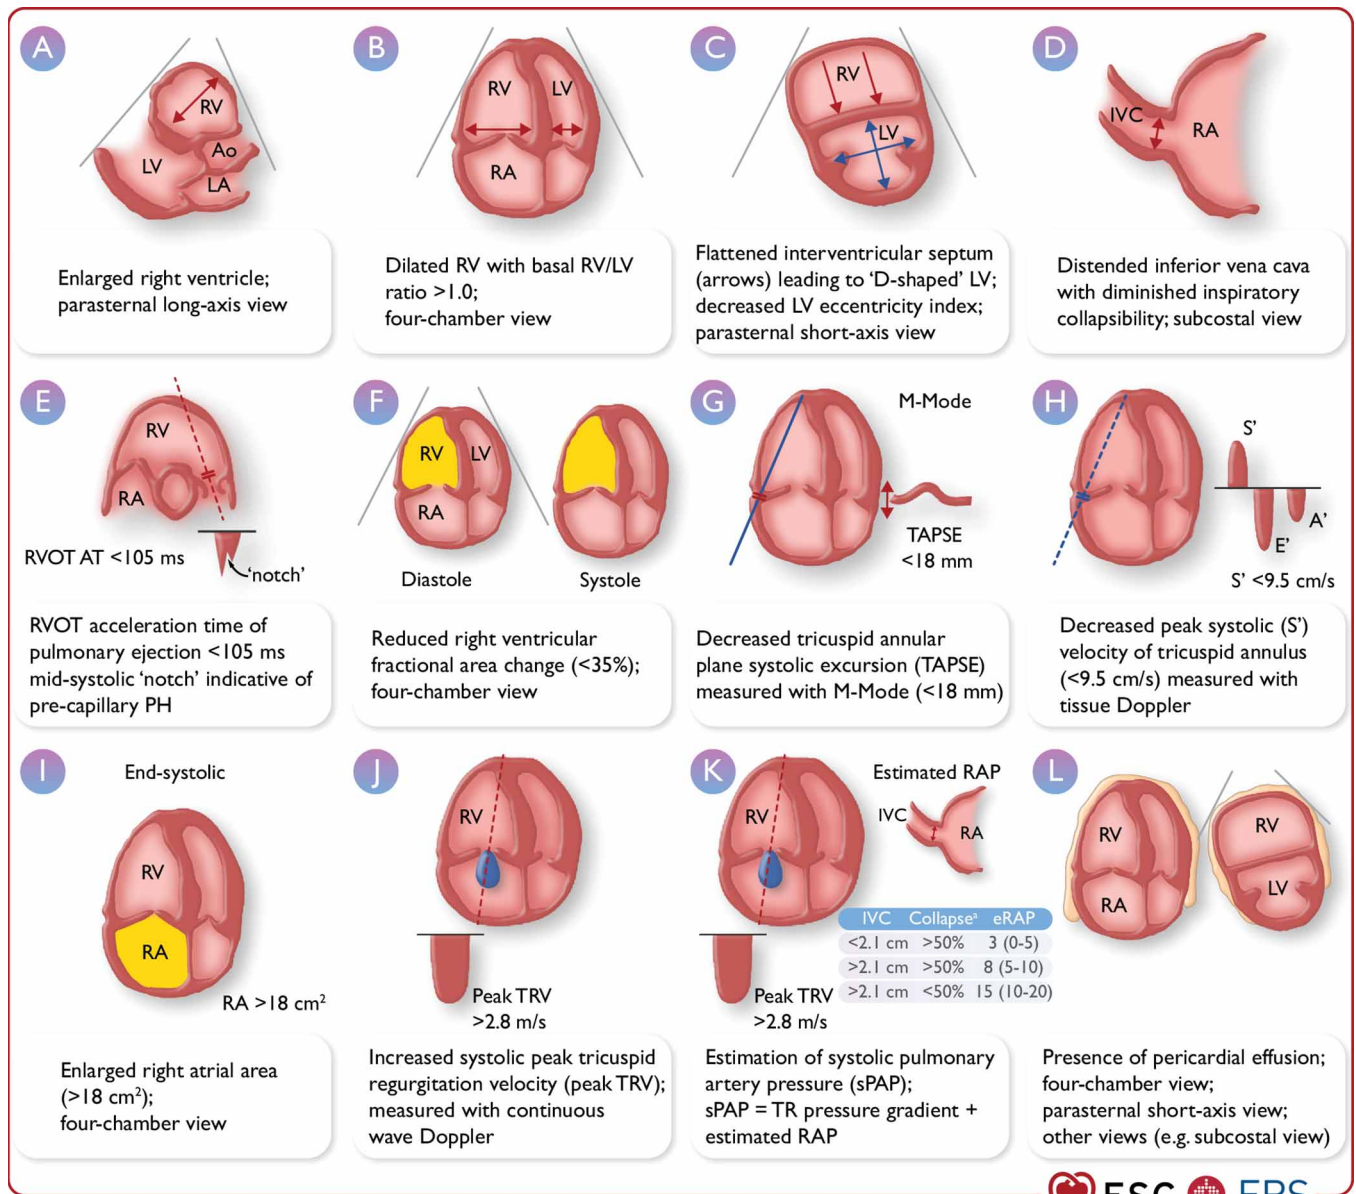 A
RV
LV
Ao
LA
Enlarged right ventricle;
parasternal long-axis view
B
RV
LV
RA
Dilated RV with basal RV/LV
ratio >1.0;
four-chamber view
C
RV
LV
Flattened interventricular septum
(arrows) leading to ‘D-shaped’ LV;
decreased LV eccentricity index;
parasternal short-axis view
D
IVC
RA
Distended inferior vena cava
with diminished inspiratory
collapsibility; subcostal view
E
RV
RA
RVOT AT <105 ms
‘notch’
RVOT acceleration time of
pulmonary ejection <105 ms
mid-systolic ‘notch’ indicative of
pre-capillary PH
F
RV
LV
RA
Diastole
Systole
Reduced right ventricular
fractional area change (<35%);
four-chamber view
G
M-Mode
TAPSE
<18 mm
Decreased tricuspid annular
plane systolic excursion (TAPSE)
measured with M-Mode (<18 mm)
H
S’
A’
E’
S’ <9.5 cm/s
Decreased peak systolic (S’)
velocity of tricuspid annulus
(<9.5 cm/s) measured with
tissue Doppler
I
End-systolic
RV
RA
RA >18 cm²
Enlarged right atrial area
(>18 cm²);
four-chamber view
J
RV
Peak TRV
>2.8 m/s
Increased systolic peak tricuspid
regurgitation velocity (peak TRV);
measured with continuous
wave Doppler
K
Estimated RAP
RV
IVC
RA
IVC Collapseª eRAP
<2.1 cm >50% 3 (0-5)
>2.1 cm >50% 8 (5-10)
>2.1 cm <50% 15 (10-20)
Peak TRV
>2.8 m/s
Estimation of systolic pulmonary
artery pressure (sPAP);
sPAP = TR pressure gradient +
estimated RAP
L
RV
RA
RV
LV
Presence of pericardial effusion;
four-chamber view;
parasternal short-axis view;
other views (e.g. subcostal view)
ESC ERS